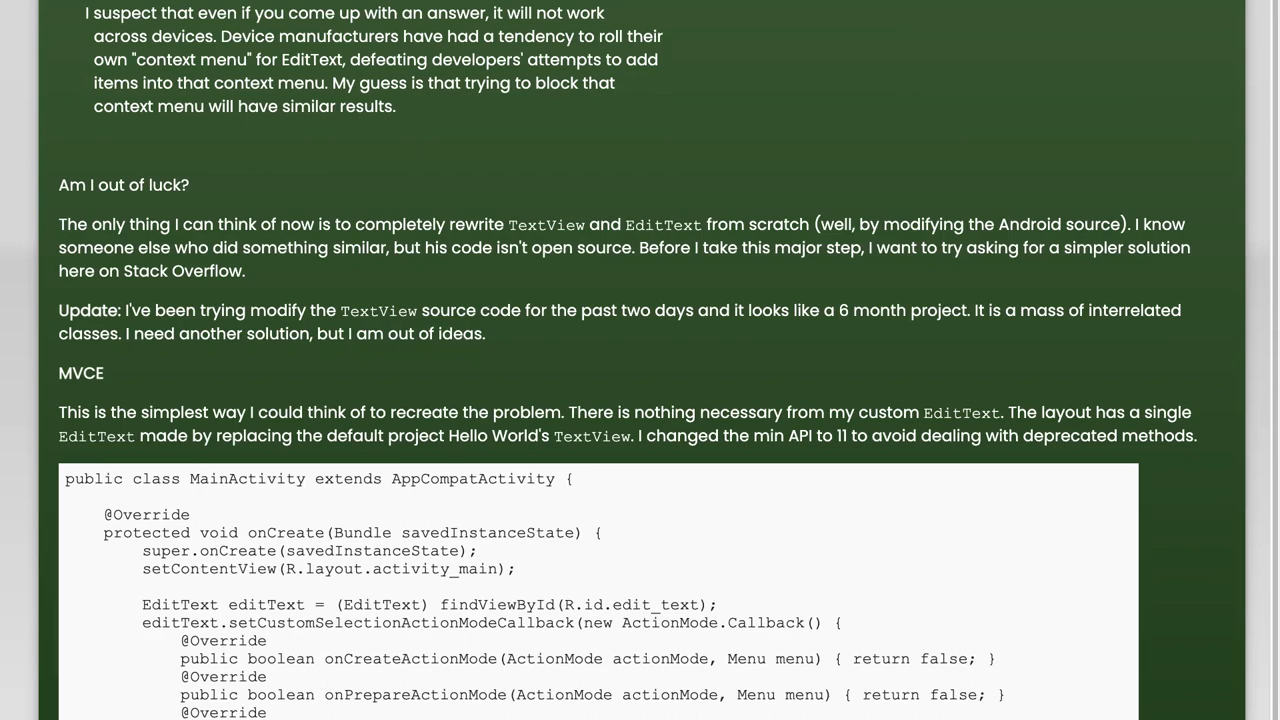 I suspect that even if you come up with an answer, it will not work
across devices. Device manufacturers have had a tendency to roll their
own "context menu" for EditText, defeating developers' attempts to add
items into that context menu. My guess is that trying to block that
context menu will have similar results.
Am I out of luck?
The only thing I can think of now is to completely rewrite TextView and EditText from scratch (well, by modifying the Android source). I know
someone else who did something similar, but his code isn't open source. Before I take this major step, I want to try asking for a simpler solution
here on Stack Overflow.
Update: I've been trying modify the TextView source code for the past two days and it looks like a 6 month project. It is a mass of interrelated
classes. I need another solution, but I am out of ideas.
MVCE
This is the simplest way I could think of to recreate the problem. There is nothing necessary from my custom EditText. The layout has a single
EditText made by replacing the default project Hello World's TextView. I changed the min API to 11 to avoid dealing with deprecated methods.
public class MainActivity extends AppCompatActivity {
@Override
protected void onCreate(Bundle savedInstanceState) {
super.onCreate(savedInstanceState);
setContentView(R.layout.activity_main);
EditText editText = (EditText) findViewById(R.id.edit_text);
editText.setCustomSelectionActionModeCallback(new ActionMode.Callback() {
@Override
public boolean onCreateActionMode(ActionMode actionMode, Menu menu) { return false; }
@Override
public boolean onPrepareActionMode(ActionMode actionMode, Menu menu) { return false; }
@Override